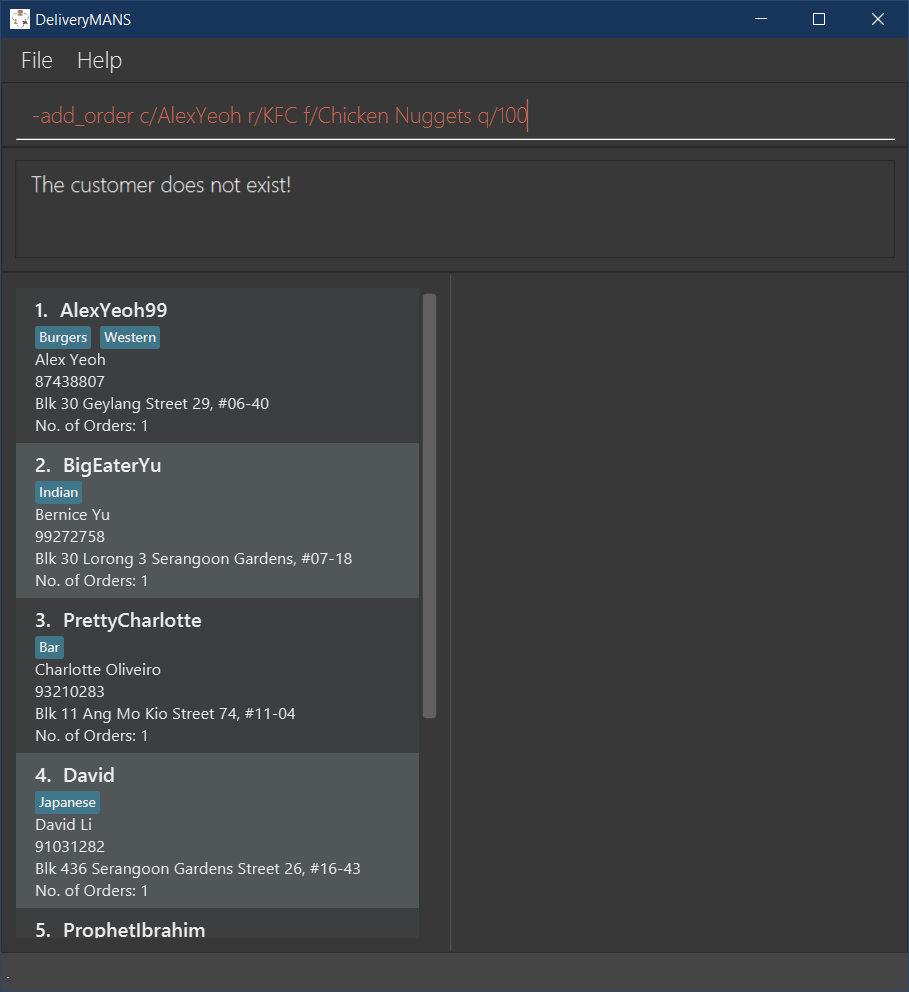 DeliveryMANS
File Help
-add_order c/AlexYeoh r/KFC f/Chicken Nuggets q/100
The customer does not exist!
1. AlexYeoh99
Burgers Western
Alex Yeoh
87438807
Blk 30 Geylang Street 29, #06-40
No. of Orders: 1
2. BigEaterYu
Indian
Bernice Yu
99272758
Blk 30 Lorong 3 Serangoon Gardens, #07-18
No. of Orders: 1
3. PrettyCharlotte
Bar
Charlotte Oliveiro
93210283
Blk 11 Ang Mo Kio Street 74, #11-04
No. of Orders: 1
4. David
Japanese
David Li
91031282
Blk 436 Serangoon Gardens Street 26, #16-43
No. of Orders: 1
5. ProphetIbrahim
.